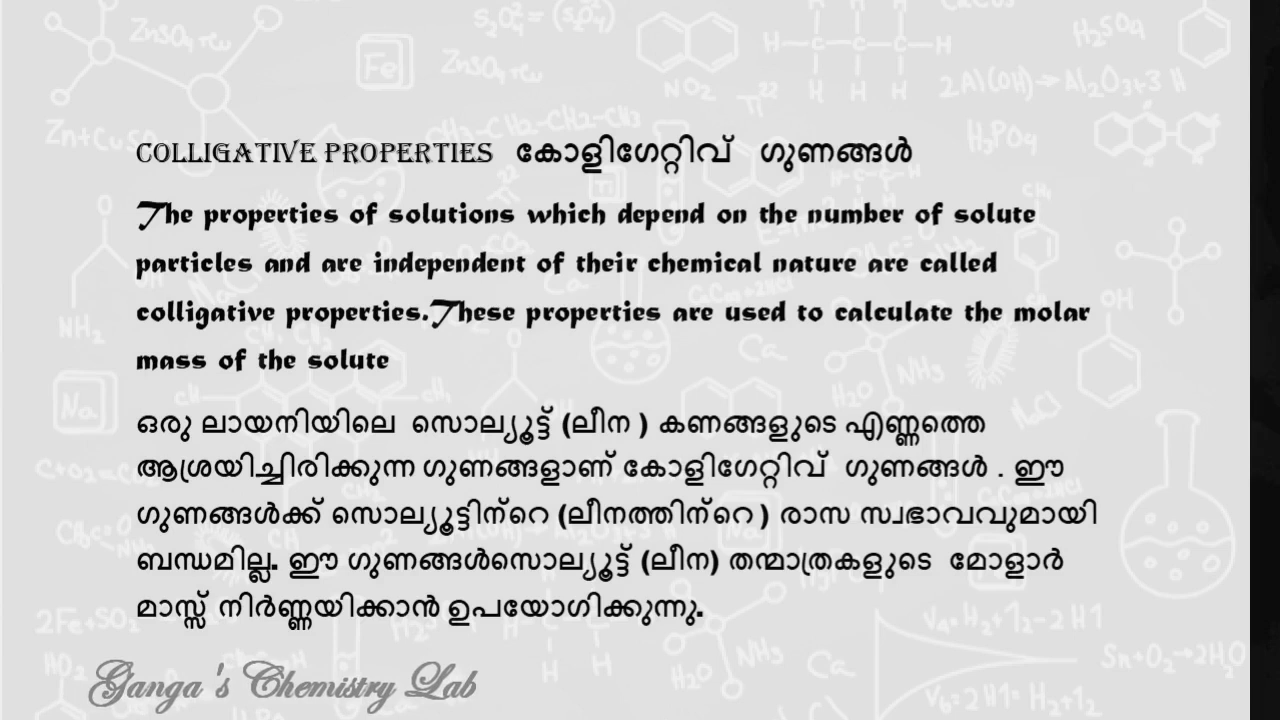 COLLIGATIVE PROPERTIES കോളിഗേറ്റിവ് ഗുണങ്ങൾ
The properties of solutions which depend on the number of solute
particles and are independent of their chemical nature are called
colligative properties.These properties are used to calculate the molar
mass of the solute
ഒരു ലായനിയിലെ സൊല്യൂട്ട് (ലീന ) കണങ്ങളുടെ എണ്ണത്തെ
ആശ്രയിച്ചിരിക്കുന്ന ഗുണങ്ങളാണ് കോളിഗേറ്റിവ് ഗുണങ്ങൾ . ഈ
ഗുണങ്ങൾക്ക് സൊല്യൂട്ടിന്റെ (ലീനത്തിന്റെ ) രാസ സ്വഭാവവുമായി
ബന്ധമില്ല. ഈ ഗുണങ്ങൾസൊല്യൂട്ട് (ലീന) തന്മാത്രകളുടെ മോളാർ
മാസ്സ് നിർണ്ണയിക്കാൻ ഉപയോഗിക്കുന്നു.
Ganga's Chemistry Lab